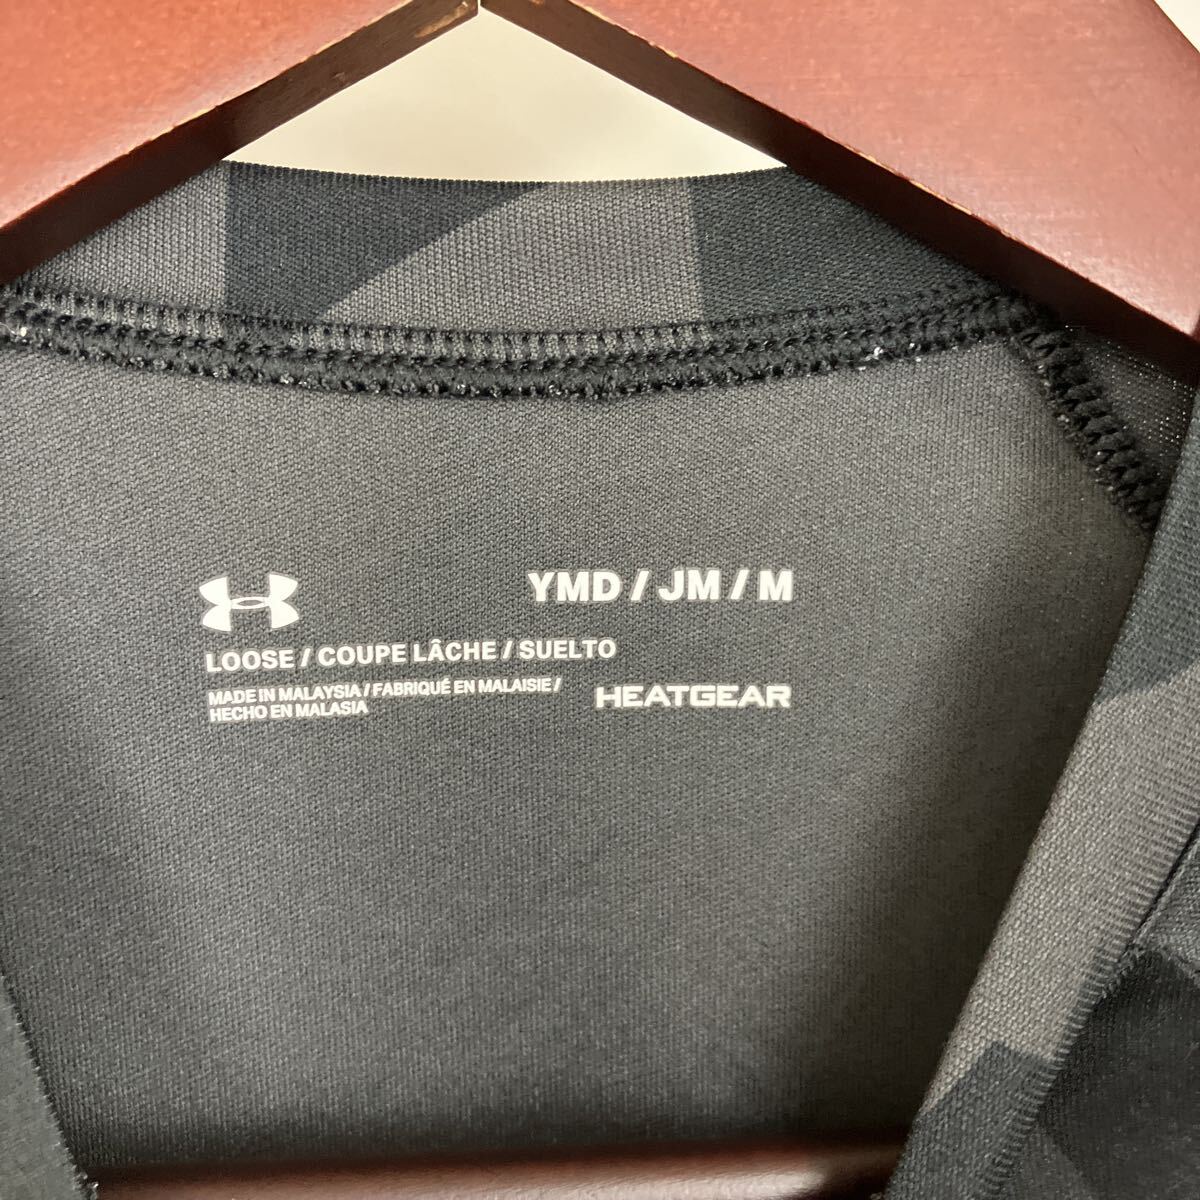 YMD / JM / M
LOOSE / COUPE LÂCHE / SUELTO
MADE IN MALAYSIA / FABRIQUÉ EN MALAISIE /
HECHO EN MALASIA
HEATGEAR